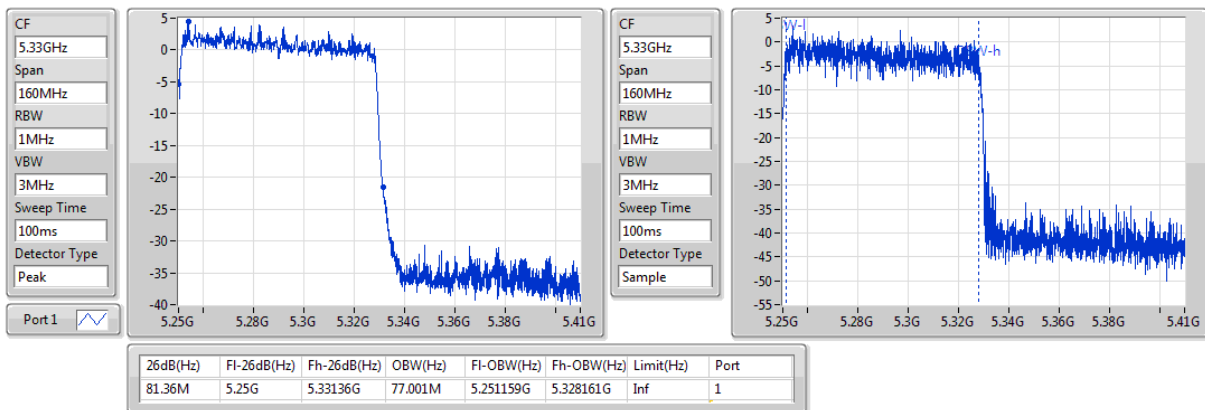 CF
5.33GHz
Span
160MHz
RBW
1MHz
VBW
3MHz
Sweep Time
100ms
Detector Type
Peak
Port 1
5
0
-5
-10
-15
-20
-25
-30
-35
-40
5.25G 5.26G 5.28G 5.3G 5.32G 5.34G 5.36G 5.38G 5.41G
CF
5.33GHz
Span
160MHz
RBW
1MHz
VBW
3MHz
Sweep Time
100ms
Detector Type
Sample
5
0
-5
-10
-15
-20
-25
-30
-35
-40
-45
-50
-55
W-l
W-h
5.25G 5.28G 5.3G 5.32G 5.34G 5.36G 5.38G 5.41G
26dB(Hz) Fl-26dB(Hz) Fh-26dB(Hz) OBW(Hz) Fl-OBW(Hz) Fh-OBW(Hz) Limit(Hz) Port
81.36M 5.25G 5.33136G 77.001M 5.251159G 5.328161G Inf 1